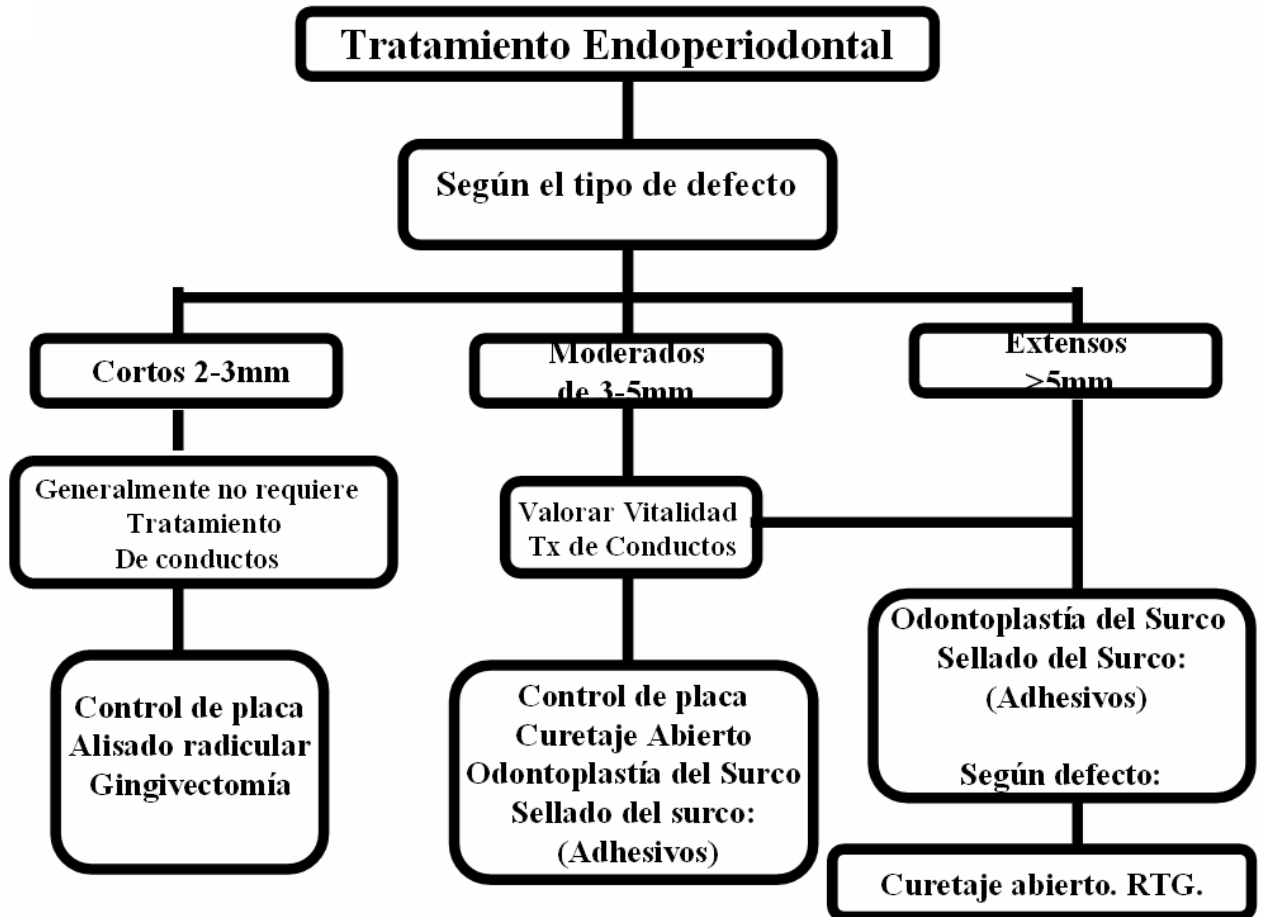 Tratamiento Endoperiodontal
Según el tipo de defecto
Cortos 2-3mm
Moderados
de 3-5mm
Extensos
>5mm
Generalmente no requiere
Tratamiento
De conductos
Valorar Vitalidad
Tx de Conductos
Control de placa
Alisado radicular
Gingivectomía
Control de placa
Curetaje Abierto
Odontoplastía del Surco
Sellado del surco:
(Adhesivos)
Odontoplastía del Surco
Sellado del Surco:
(Adhesivos)
Según defecto:
Curetaje abierto. RTG.